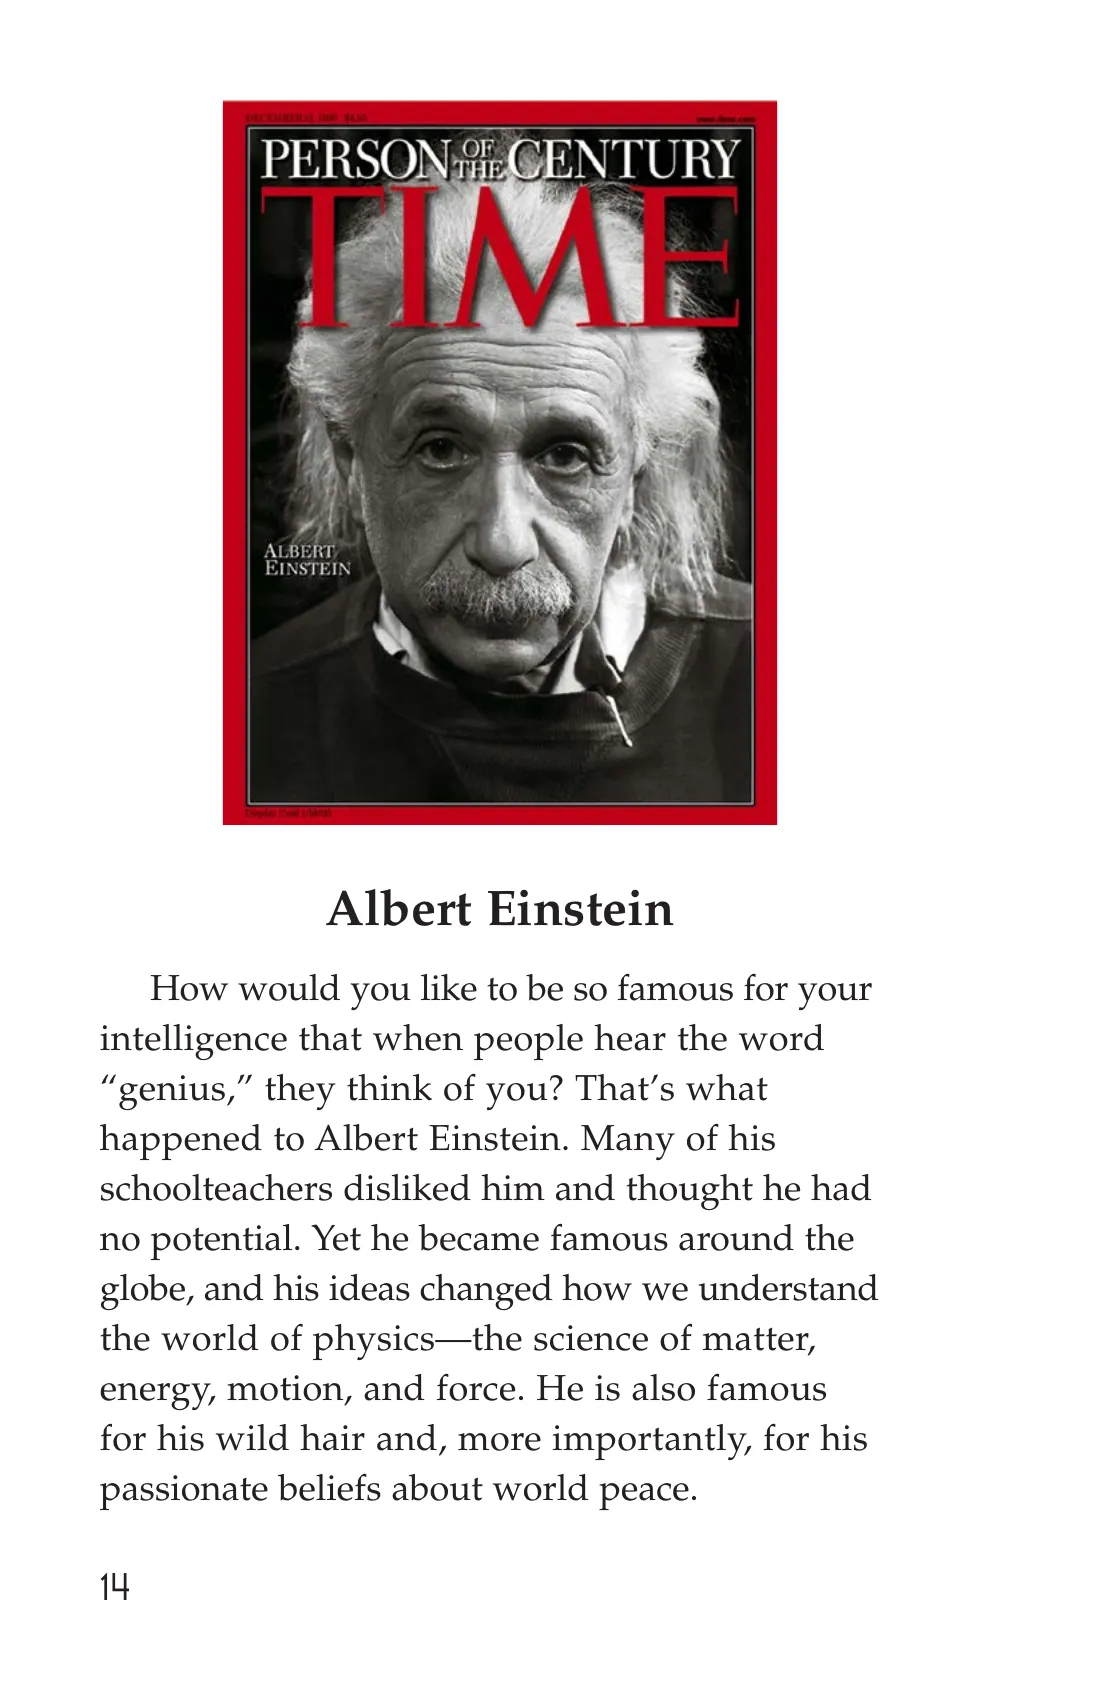 PERSON OF THE CENTURY
TIME
ALBERT
EINSTEIN
Albert Einstein
How would you like to be so famous for your
intelligence that when people hear the word
“genius,” they think of you? That’s what
happened to Albert Einstein. Many of his
schoolteachers disliked him and thought he had
no potential. Yet he became famous around the
globe, and his ideas changed how we understand
the world of physics—the science of matter,
energy, motion, and force. He is also famous
for his wild hair and, more importantly, for his
passionate beliefs about world peace.
14